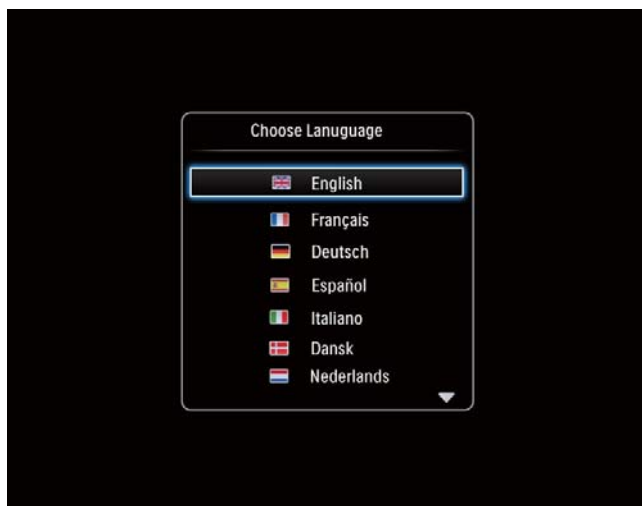 Choose Lanuguage
English
Français
Deutsch
Español
Italiano
Dansk
Nederlands